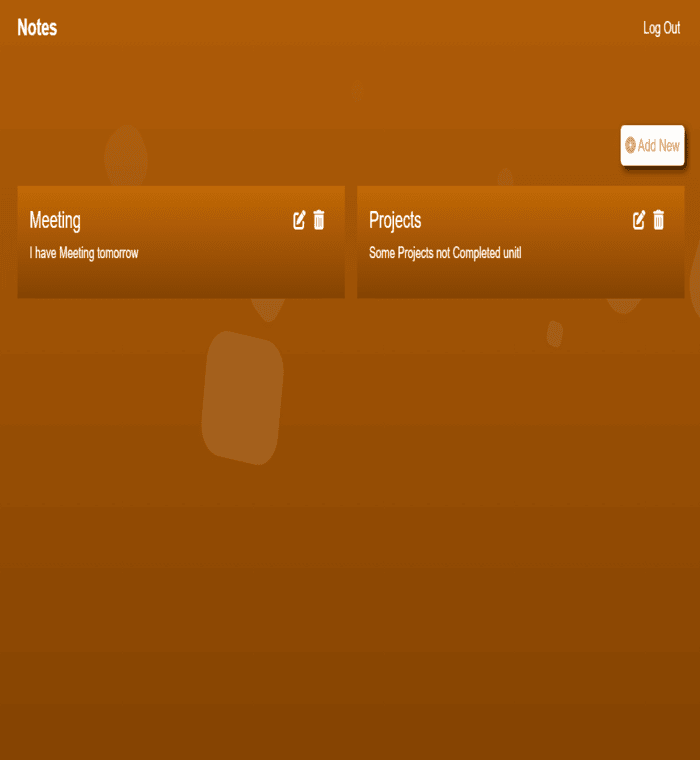 Notes
Log Out
Add New
Meeting
I have Meeting tomorrow
Projects
Some Projects not Completed unitl